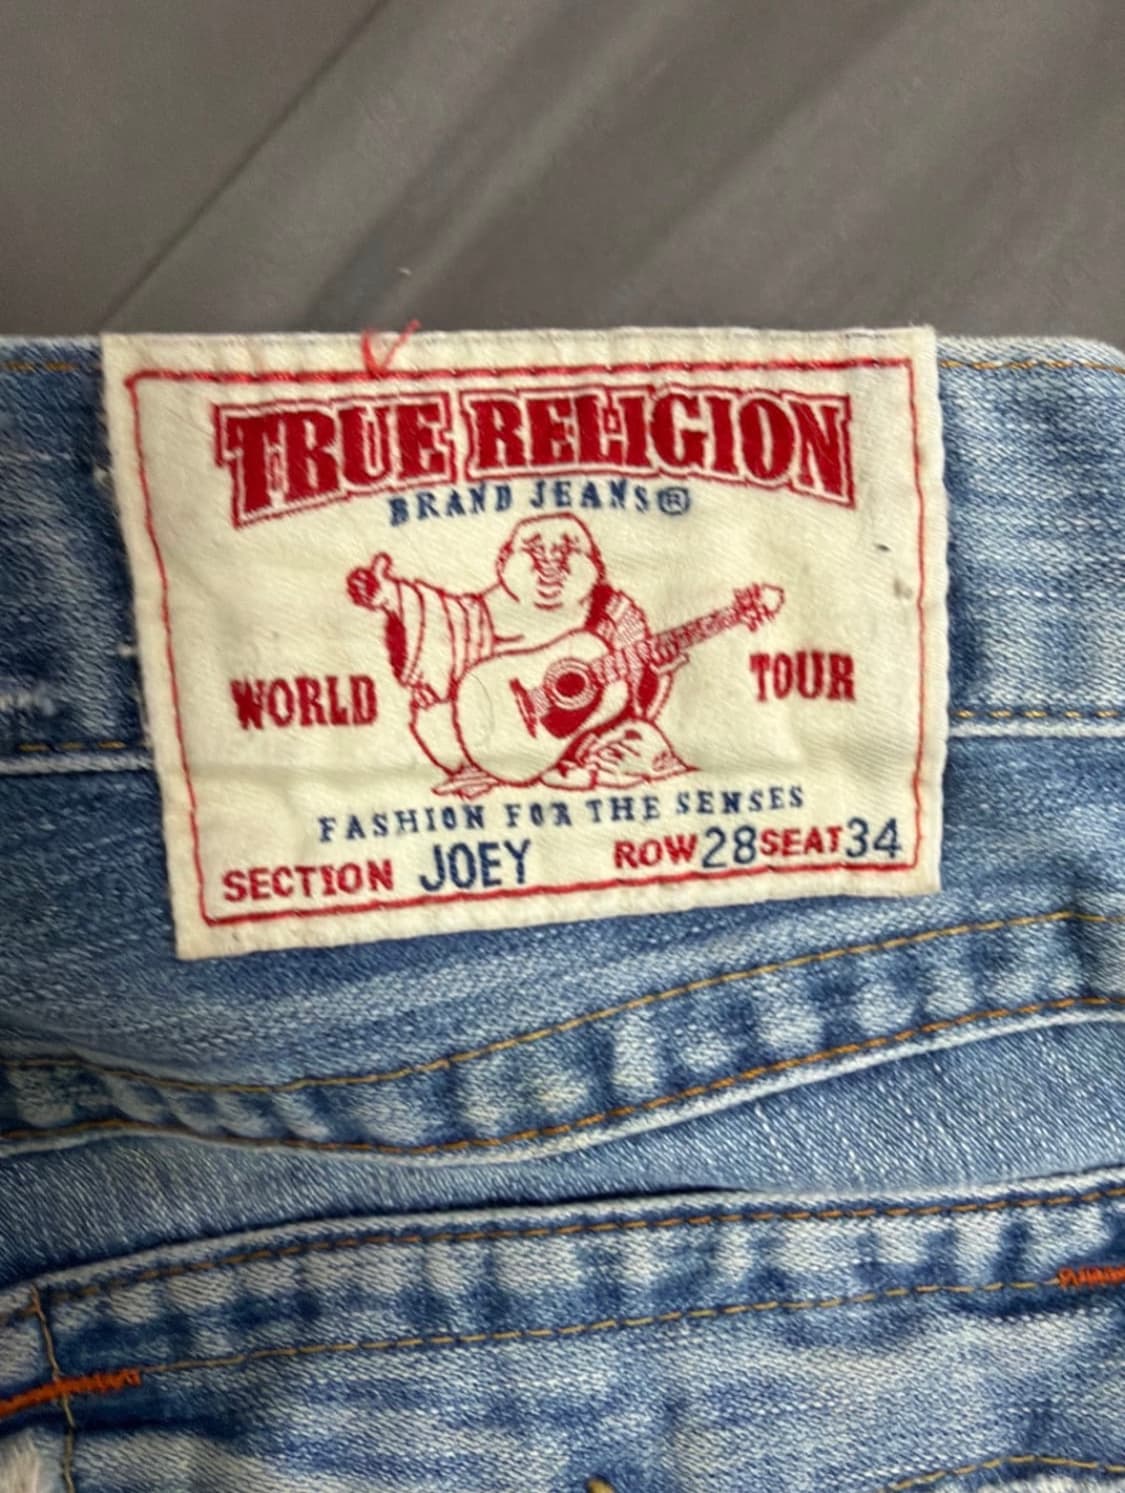 TRUE RELIGION
BRAND JEANS®
WORLD TOUR
FASHION FOR THE SENSES
SECTION JOEY ROW 28 SEAT 34